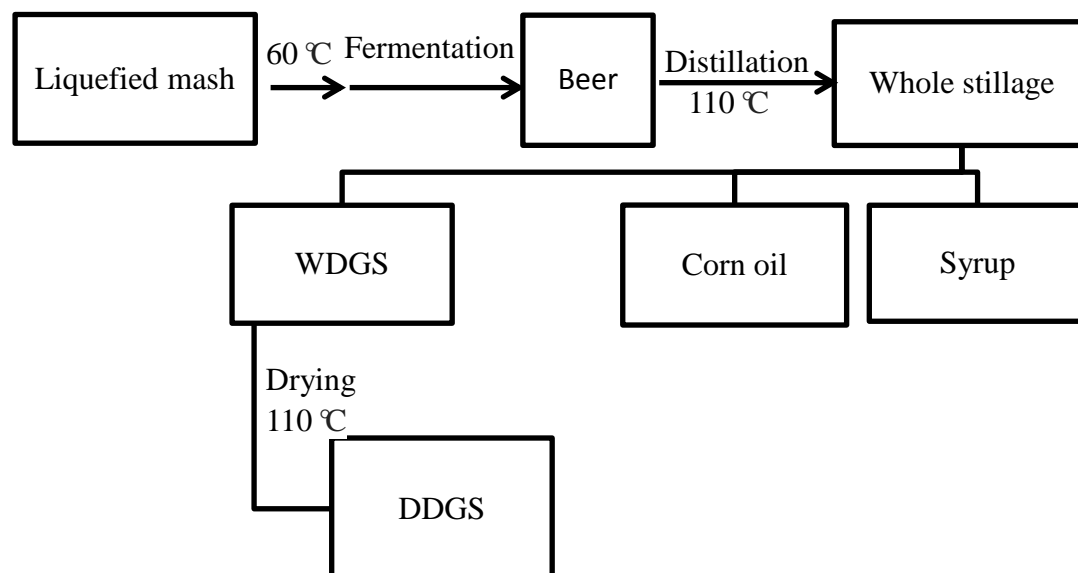 Liquefied mash
60 ℃
Fermentation
Beer
Distillation
110 ℃
Whole stillage
WDGS
Corn oil
Syrup
Drying
110 ℃
DDGS